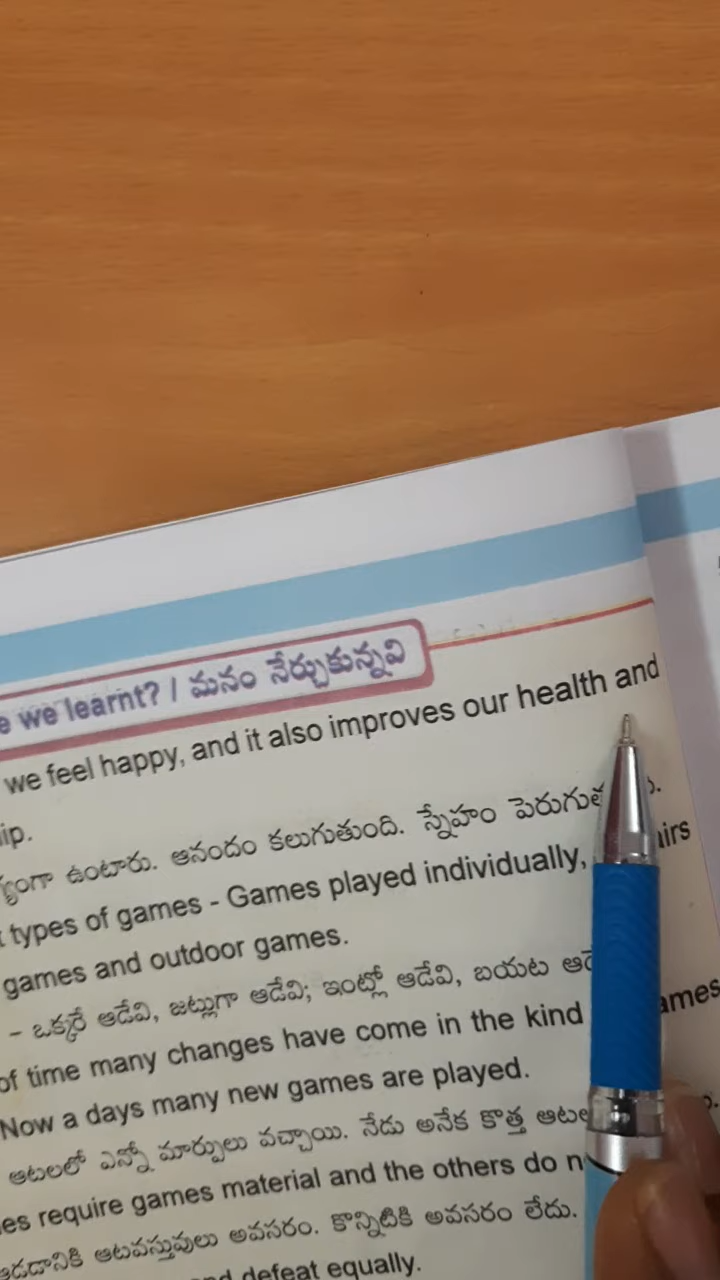 we learnt? / మనం నేర్చుకున్నవి
we feel happy, and it also improves our health and
ఉంటారు. ఆనందం కలుగుతుంది. స్నేహం
types of games - Games played individually,
games and outdoor games.
- ఒక్కరే ఆడేవి, జట్లుగా ఆడేవి; ఇంట్లో ఆడేవి, బయట
of time many changes have come in the kind
Now a days many new games are played.
ఆటలలో ఎన్నో మార్పులు వచ్చాయి. నేడు అనేక కొత్త
require games material and the others do
ఆటవస్తువులు అవసరం. కొన్నిటికి అవసరం లేదు.
defeat equally.